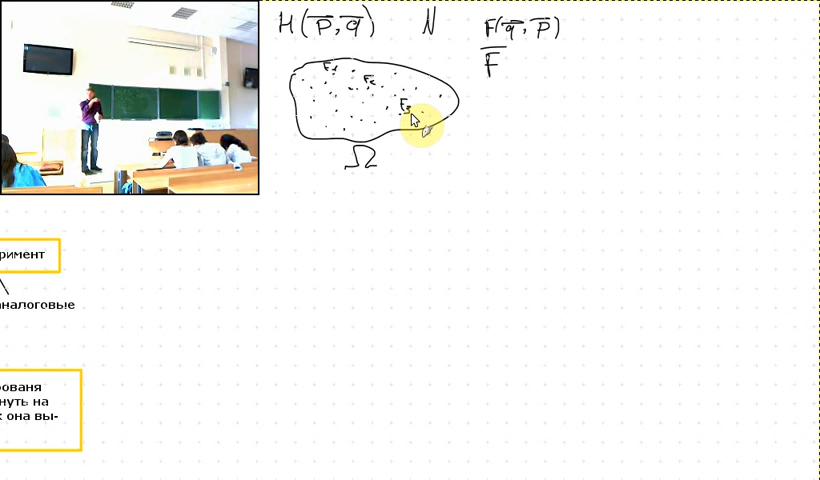 H(p⃗, q⃗) N F(q⃗, p⃗)
F̅
F₁
F₂
F₃
Ω
римент
аналоговые
рованя
нуть на
к она вы-